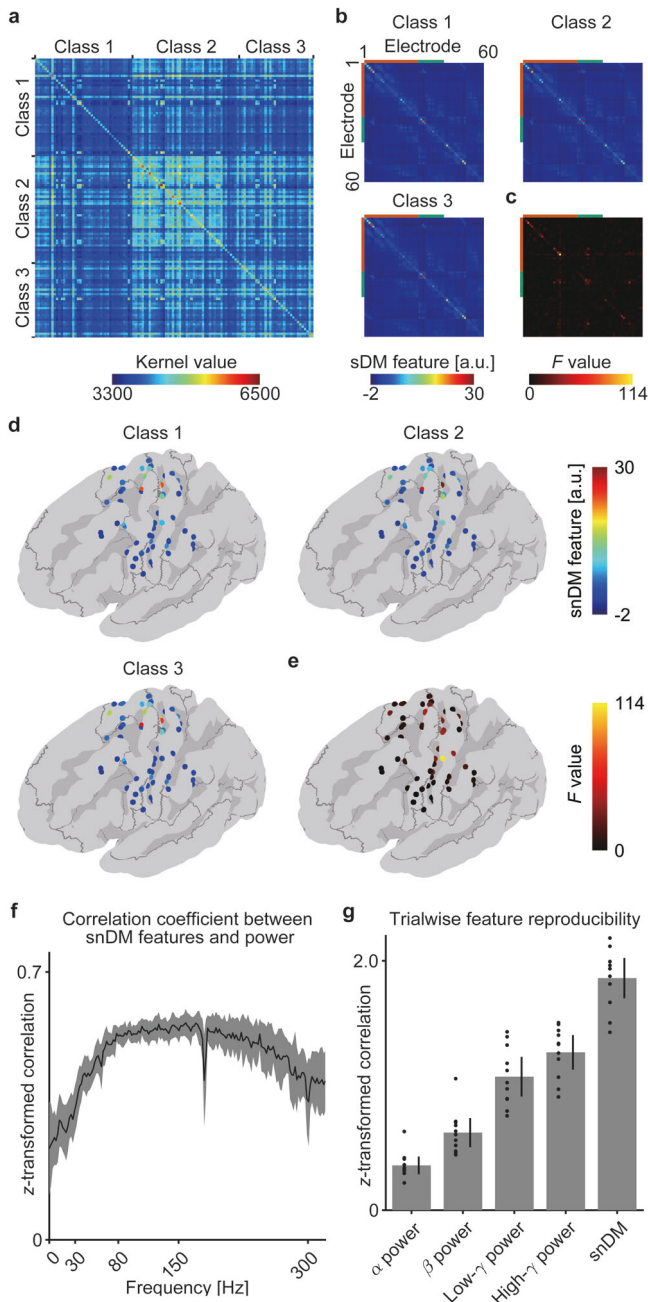 a
Class 1 Class 2 Class 3
Class 1
Class 2
Class 3
Kernel value
3300 6500
b
Class 1
Class 2
1 Electrode 60
1
Electrode
60
Class 3
c
sDM feature [a.u.]
-2 30
F value
0 114
d
Class 1
Class 2
30
snDM feature [a.u.]
-2
Class 3
e
114
F value
0
f
Correlation coefficient between
snDM features and power
0.7
z-transformed correlation
0
0 30 80 150 300
Frequency [Hz]
g
Trialwise feature reproducibility
2.0
z-transformed correlation
0
α power
β power
Low-γ power
High-γ power
snDM